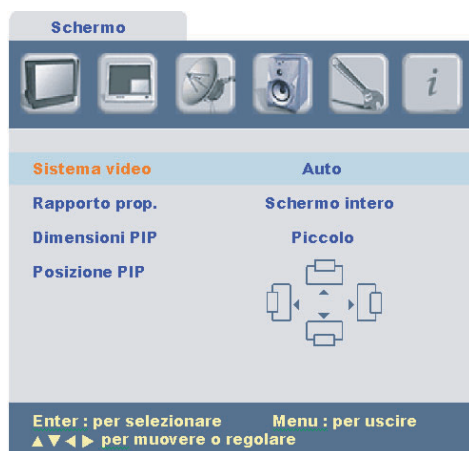 Schermo
i
Sistema video Auto
Rapporto prop. Schermo intero
Dimensioni PIP Piccolo
Posizione PIP
Enter : per selezionare Menu : per uscire
▲▼◄► per muovere o regolare